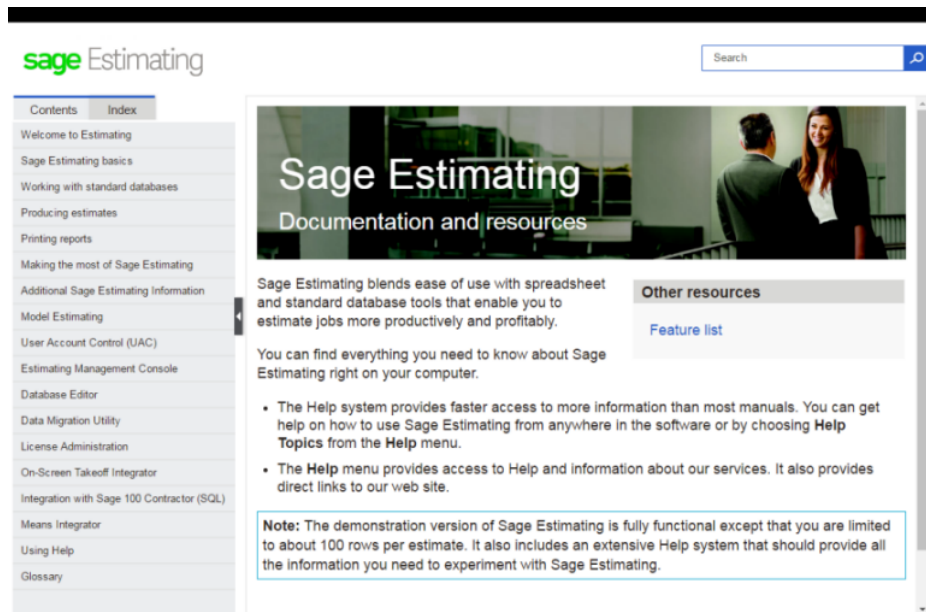 sage Estimating
Search
Contents
Index
Welcome to Estimating
Sage Estimating basics
Working with standard databases
Producing estimates
Printing reports
Making the most of Sage Estimating
Additional Sage Estimating Information
Model Estimating
User Account Control (UAC)
Estimating Management Console
Database Editor
Data Migration Utility
License Administration
On-Screen Takeoff Integrator
Integration with Sage 100 Contractor (SQL)
Means Integrator
Using Help
Glossary
Sage Estimating
Documentation and resources
Sage Estimating blends ease of use with spreadsheet
and standard database tools that enable you to
estimate jobs more productively and profitably.
Other resources
Feature list
You can find everything you need to know about Sage
Estimating right on your computer.
• The Help system provides faster access to more information than most manuals. You can get
help on how to use Sage Estimating from anywhere in the software or by choosing Help
Topics from the Help menu.
• The Help menu provides access to Help and information about our services. It also provides
direct links to our web site.
Note: The demonstration version of Sage Estimating is fully functional except that you are limited
to about 100 rows per estimate. It also includes an extensive Help system that should provide all
the information you need to experiment with Sage Estimating.